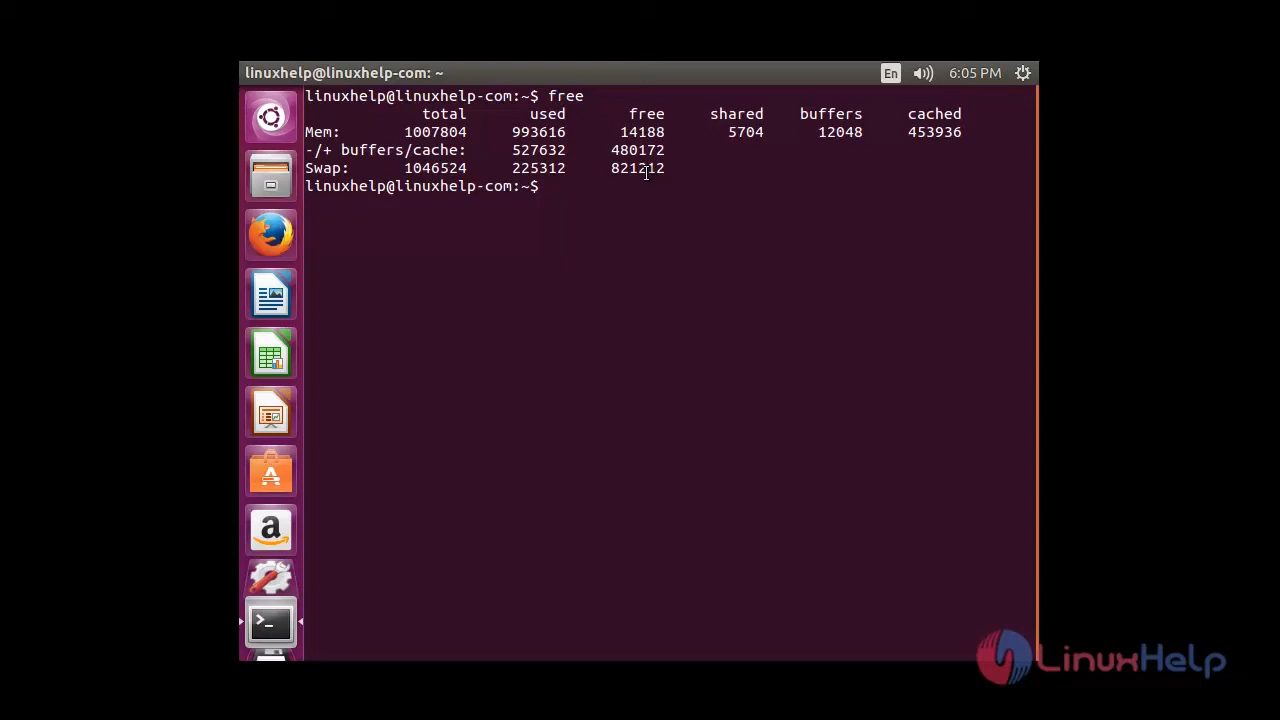 linuxhelp@linuxhelp-com: ~ En 6:05 PM
linuxhelp@linuxhelp-com:~$ free
total used free shared buffers cached
Mem: 1007804 993616 14188 5704 12048 453936
-/+ buffers/cache: 527632 480172
Swap: 1046524 225312 821212
linuxhelp@linuxhelp-com:~$
LinuxHelp